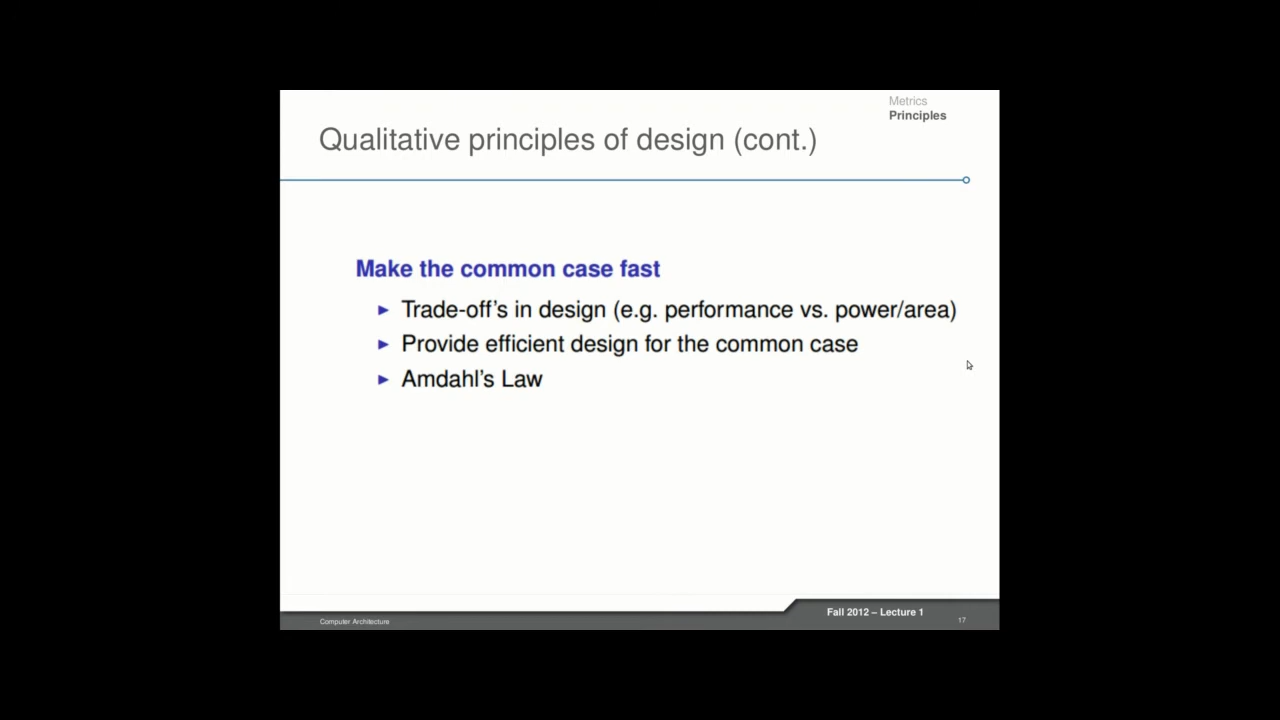 Metrics
Principles
Qualitative principles of design (cont.)
Make the common case fast
Trade-off's in design (e.g. performance vs. power/area)
Provide efficient design for the common case
Amdahl's Law
Fall 2012 – Lecture 1
Computer Architecture
17